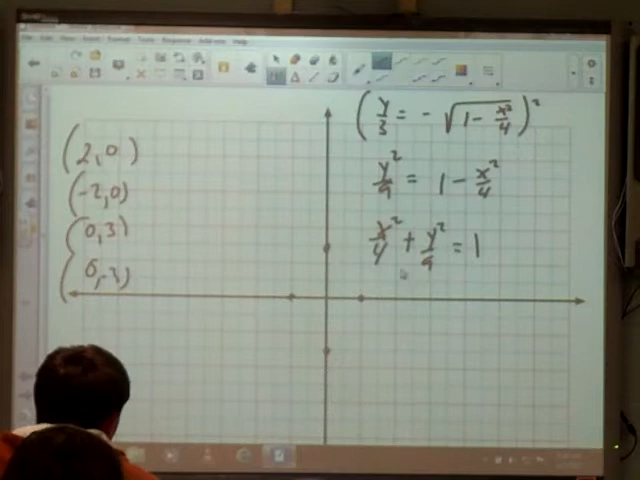 (y/3 = -√(1 - x²/4))²
(2, 0)
y²/9 = 1 - x²/4
(-2, 0)
(0, 3)
x²/4 + y²/9 = 1
(0, -3)